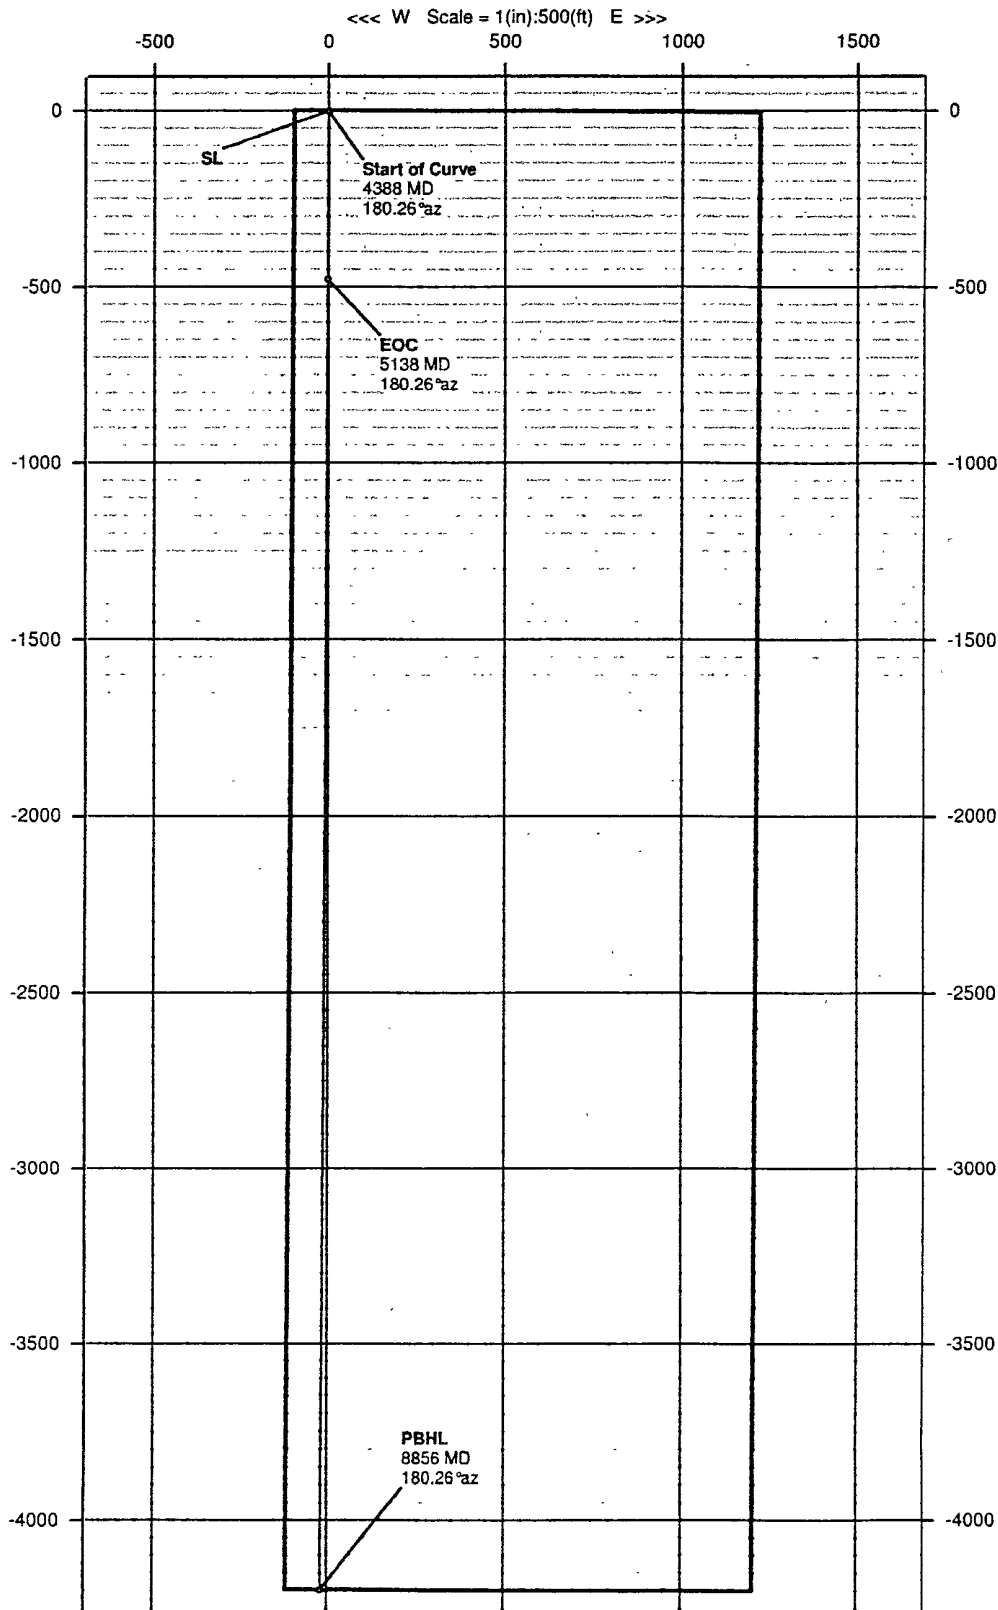 <<< W Scale = 1(in):500(ft) E >>>
-500 0 500 1000 1500
0 0
SL
Start of Curve
4388 MD
180.26°az
-500 -500
EOC
5138 MD
180.26°az
-1000 -1000
-1500 -1500
-2000 -2000
-2500 -2500
-3000 -3000
-3500 -3500
PBHL
8856 MD
180.26°az
-4000 -4000